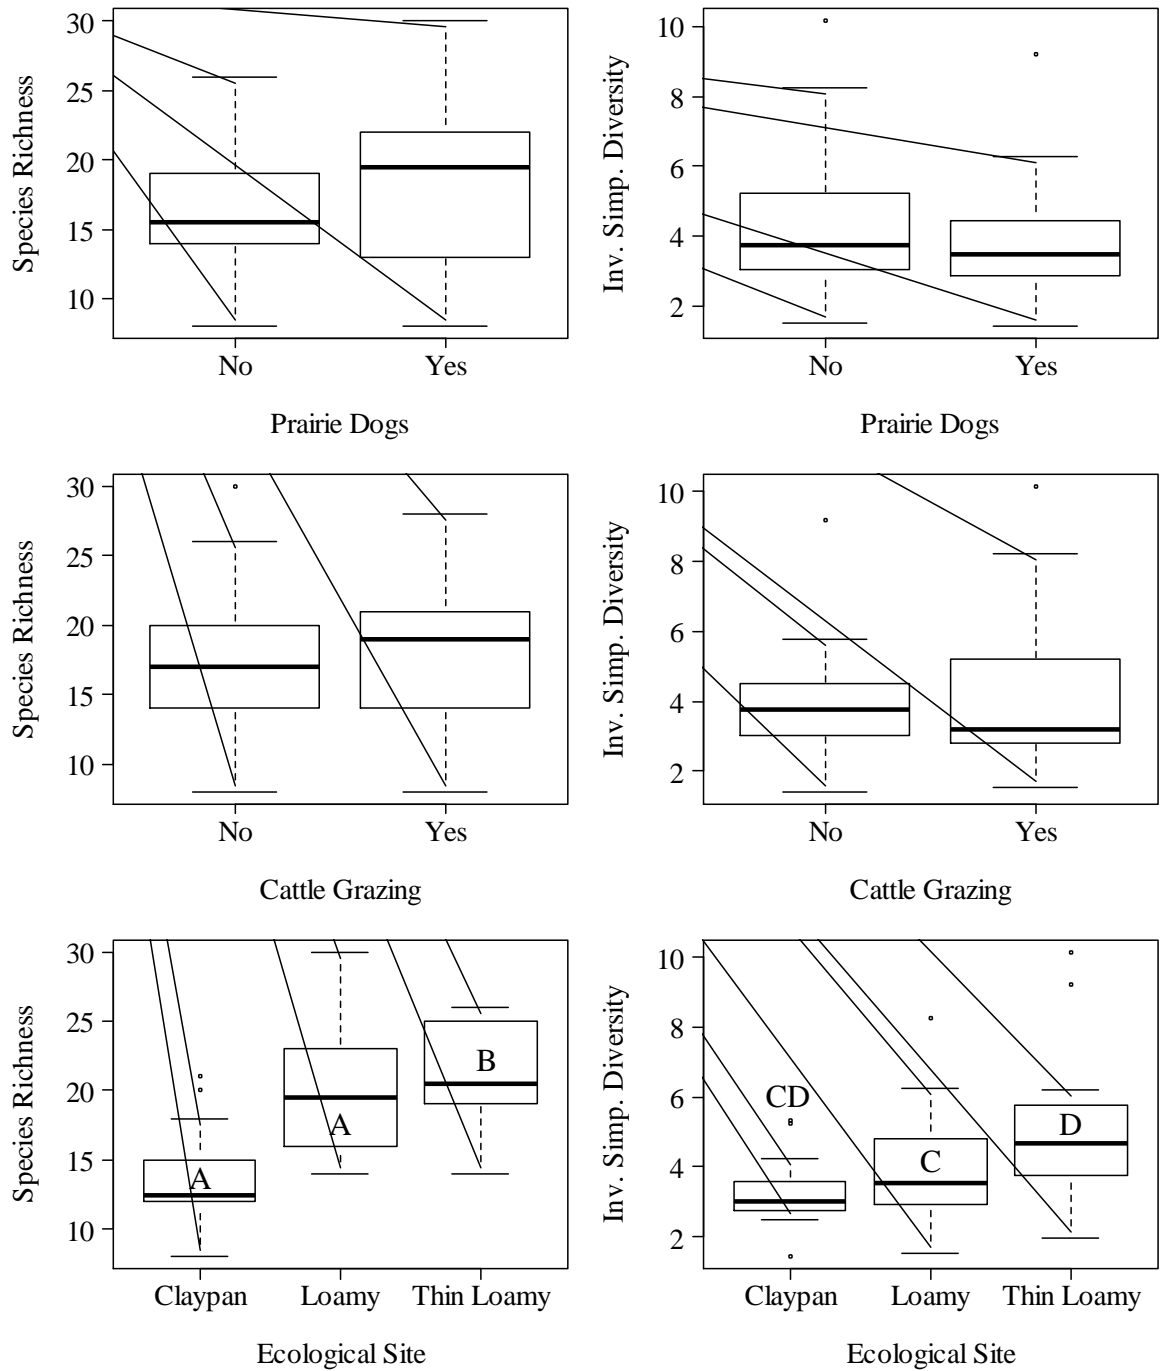 Species Richness
30
25
20
15
10
No Yes
Prairie Dogs
Inv. Simp. Diversity
10
8
6
4
2
No Yes
Prairie Dogs
Species Richness
30
25
20
15
10
No Yes
Cattle Grazing
Inv. Simp. Diversity
10
8
6
4
2
No Yes
Cattle Grazing
Species Richness
30
25
20
15
10
A
A
B
Claypan Loamy Thin Loamy
Ecological Site
Inv. Simp. Diversity
10
8
6
4
2
CD
C
D
Claypan Loamy Thin Loamy
Ecological Site